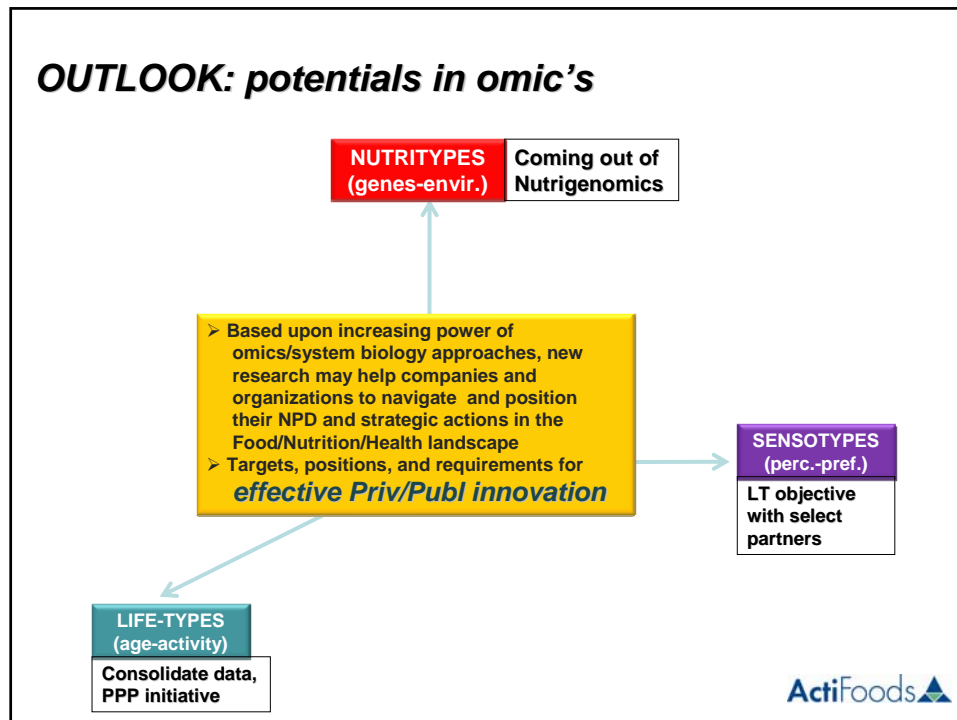 OUTLOOK: potentials in omic's
NUTRITYPES
(genes-envir.)
Coming out of
Nutrigenomics
➢ Based upon increasing power of
omics/system biology approaches, new
research may help companies and
organizations to navigate and position
their NPD and strategic actions in the
Food/Nutrition/Health landscape
➢ Targets, positions, and requirements for
effective Priv/Publ innovation
SENSOTYPES
(perc.-pref.)
LT objective
with select
partners
LIFE-TYPES
(age-activity)
Consolidate data,
PPP initiative
ActiFoods